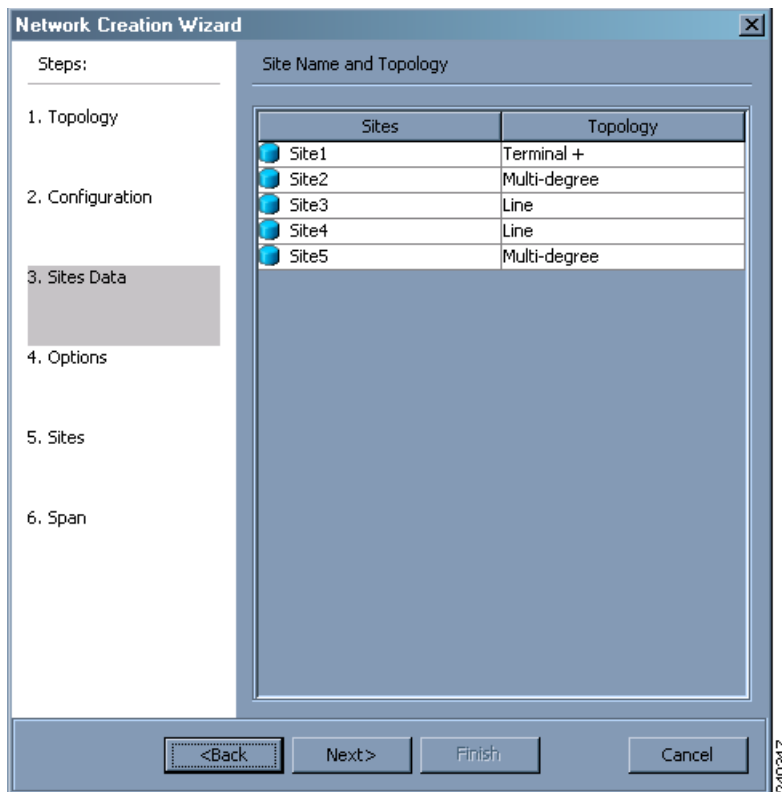 Network Creation Wizard
Steps:
Site Name and Topology
1. Topology
2. Configuration
3. Sites Data
4. Options
5. Sites
6. Span
Sites Topology
Site1 Terminal +
Site2 Multi-degree
Site3 Line
Site4 Line
Site5 Multi-degree
<Back Next> Finish Cancel